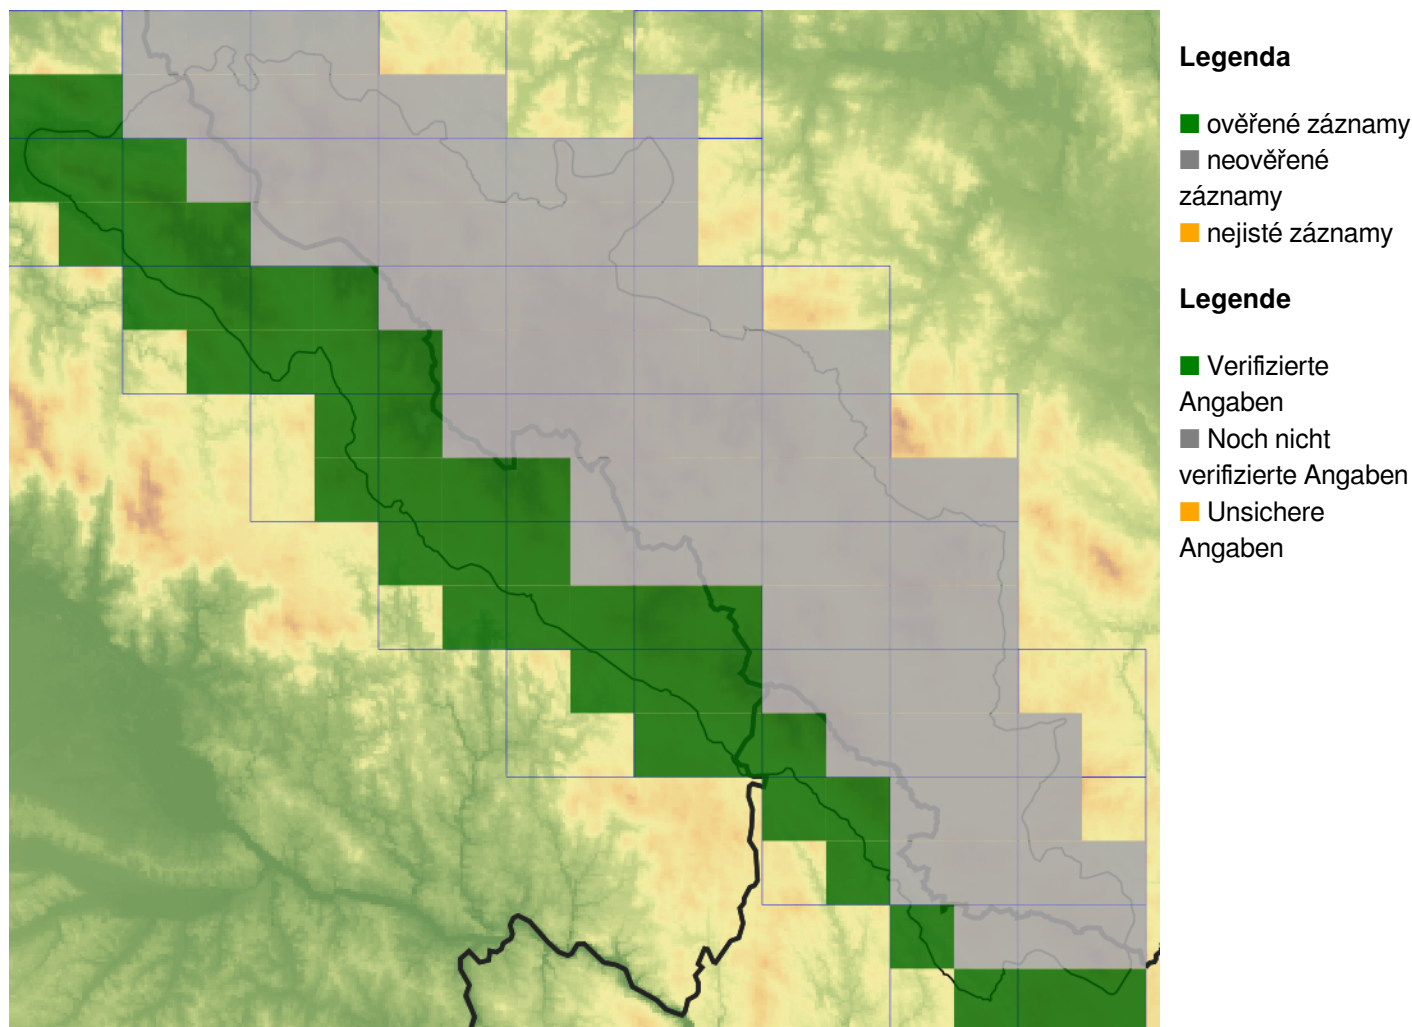 Legenda
ověřené záznamy
neověřené
záznamy
nejisté záznamy
Legende
Verifizierte
Angaben
Noch nicht
verifizierte Angaben
Unsichere
Angaben